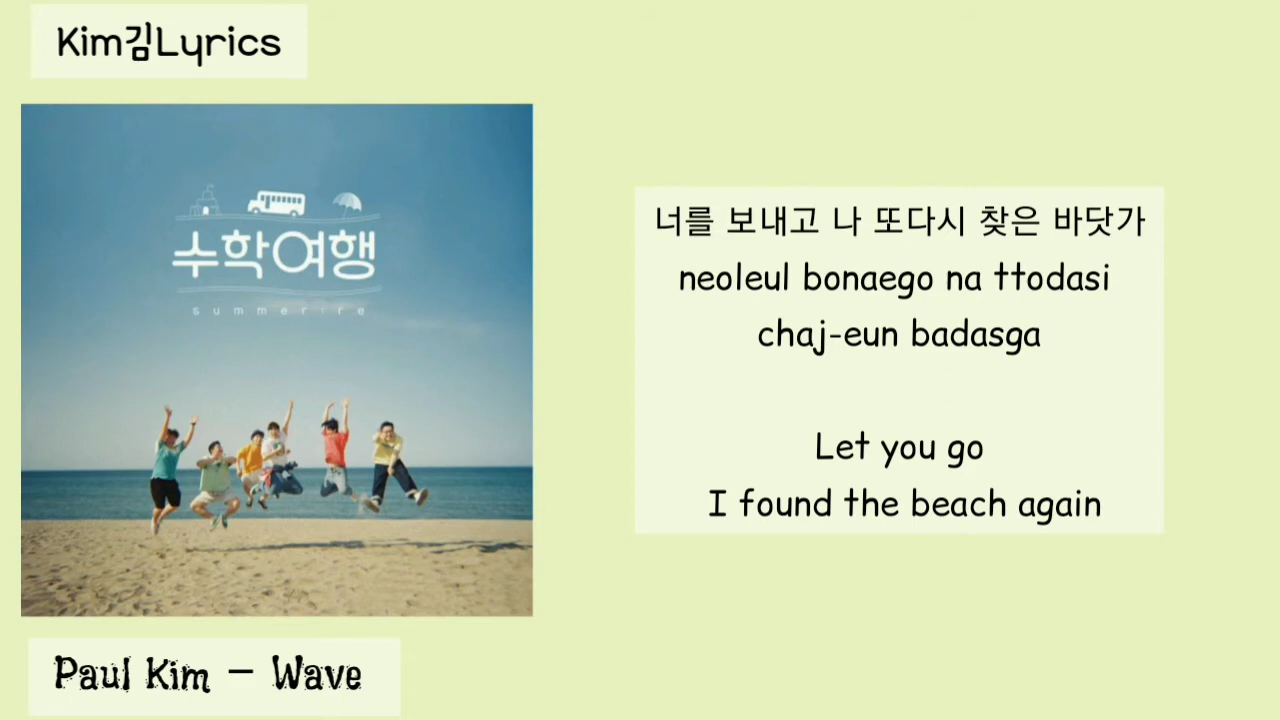 Kim김Lyrics
수학여행
summerire
너를 보내고 나 또다시 찾은 바닷가
neoleul bonaego na ttodasi
chaj-eun badasga
Let you go
I found the beach again
Paul Kim - Wave